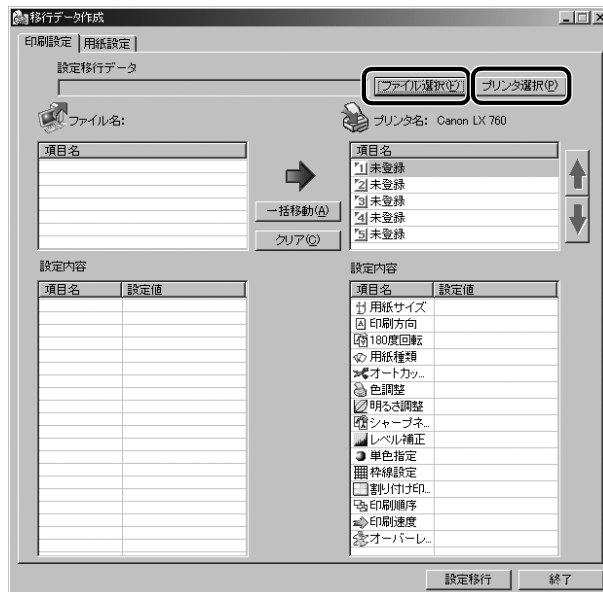 移行データ作成
印刷設定 用紙設定
設定移行データ
ファイル選択(F) プリンタ選択(P)
ファイル名:
プリンタ名: Canon LX 760
項目名
項目名
1 未登録
2 未登録
3 未登録
4 未登録
5 未登録
一括移動(A)
クリア(C)
設定内容
項目名 設定値
設定内容
項目名 設定値
用紙サイズ
印刷方向
180度回転
用紙種類
オートカッ...
色調整
明るさ調整
シャープネ...
レベル補正
単色指定
枠線設定
割り付け印...
印刷順序
印刷速度
オーバーレ...
設定移行 終了